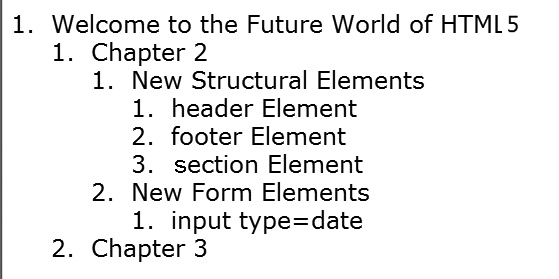 1. Welcome to the Future World of HTML5
1. Chapter 2
1. New Structural Elements
1. header Element
2. footer Element
3. section Element
2. New Form Elements
1. input type=date
2. Chapter 3